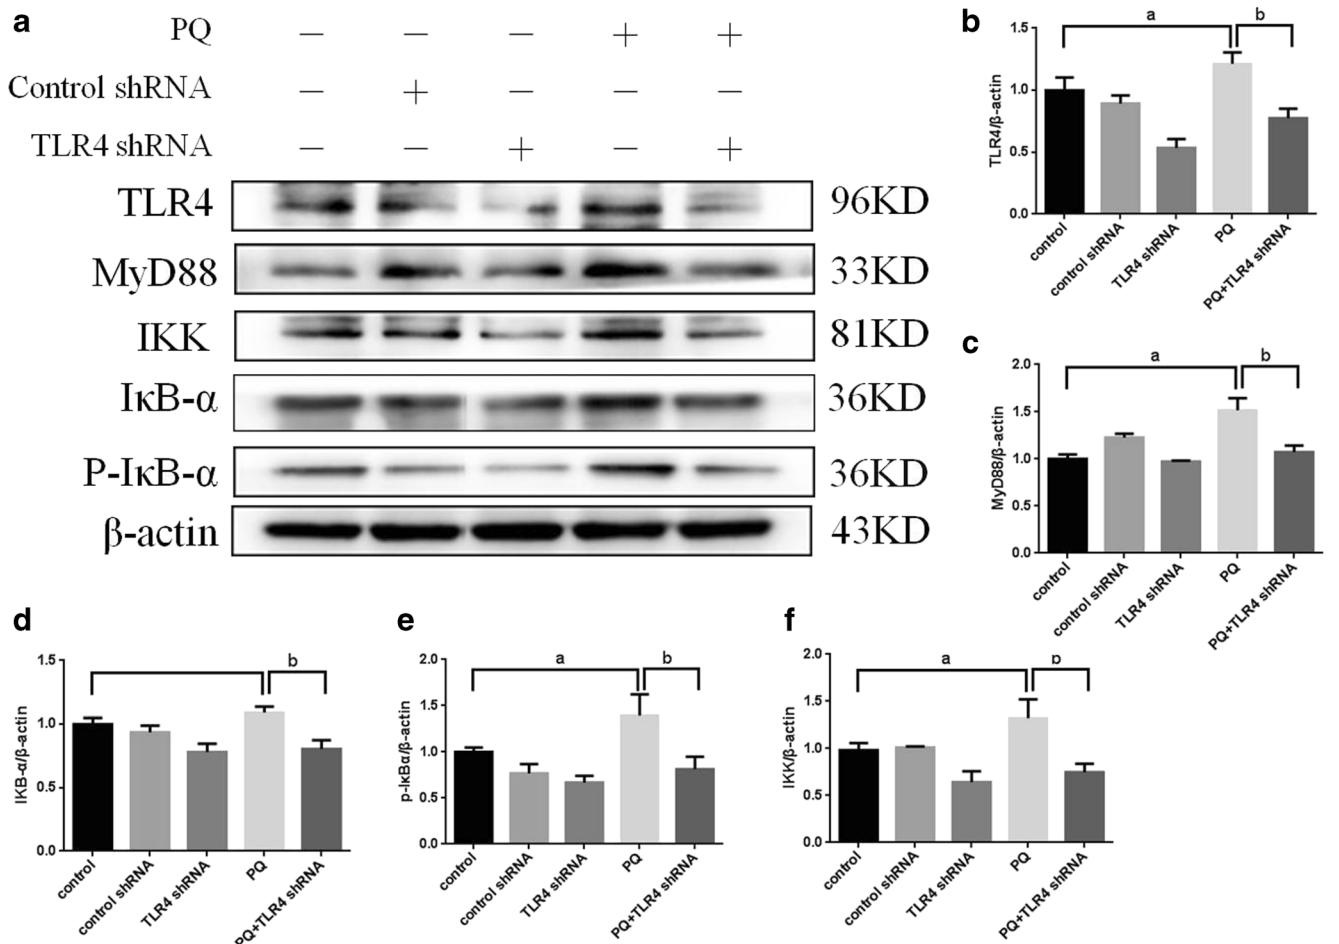 a
PQ − − − + +
Control shRNA − + − − −
TLR4 shRNA − − + − +
TLR4 96KD
MyD88 33KD
IKK 81KD
IκB-α 36KD
P-IκB-α 36KD
β-actin 43KD
b
a b
TLR4/β-actin
1.5
1.0
0.5
0.0
control
control shRNA
TLR4 shRNA
PQ
PQ+TLR4 shRNA
c
a b
MyD88/β-actin
2.0
1.5
1.0
0.5
0.0
control
control shRNA
TLR4 shRNA
PQ
PQ+TLR4 shRNA
d
b
IKB-α/β-actin
1.5
1.0
0.5
0.0
control
control shRNA
TLR4 shRNA
PQ
PQ+TLR4 shRNA
e
a b
p-IκBα/β-actin
2.0
1.5
1.0
0.5
0.0
control
control shRNA
TLR4 shRNA
PQ
PQ+TLR4 shRNA
f
a b
IKK/β-actin
2.0
1.5
1.0
0.5
0.0
control
control shRNA
TLR4 shRNA
PQ
PQ+TLR4 shRNA